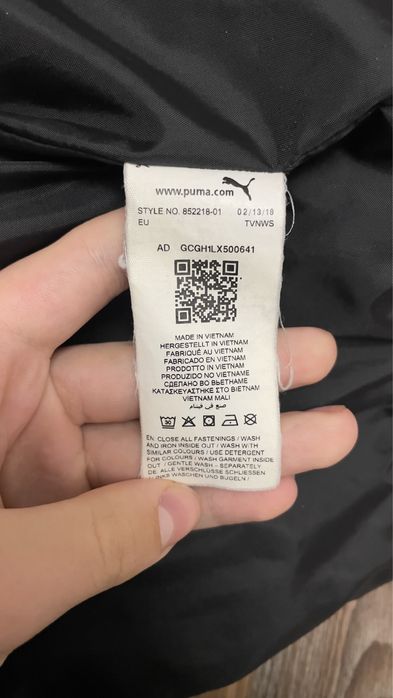 www.puma.com
STYLE NO. 852218-01 02/13/18
EU TVNWS
AD GCGH1LX500641
MADE IN VIETNAM
HERGESTELLT IN VIETNAM
FABRIQUÉ AU VIETNAM
FABRICADO EN VIETNAM
PRODOTTO IN VIETNAM
PRODUZIDO NO VIETNAME
СДЕЛАНО ВО ВЬЕТНАМЕ
ΚΑΤΑΣΚΕΥΑΣΤΗΚΕ ΣΤΟ ΒΙΕΤΝΑΜ
VIETNAM MALI
صنع في فيتنام
30
EN: CLOSE ALL FASTENINGS / WASH
AND IRON INSIDE OUT / WASH WITH
SIMILAR COLOURS / USE DETERGENT
FOR COLOURS / WASH GARMENT INSIDE
OUT / GENTLE WASH - SEPARATELY
DE: ALLE VERSCHLÜSSE SCHLIESSEN
/ LINKS WASCHEN UND BÜGELN /